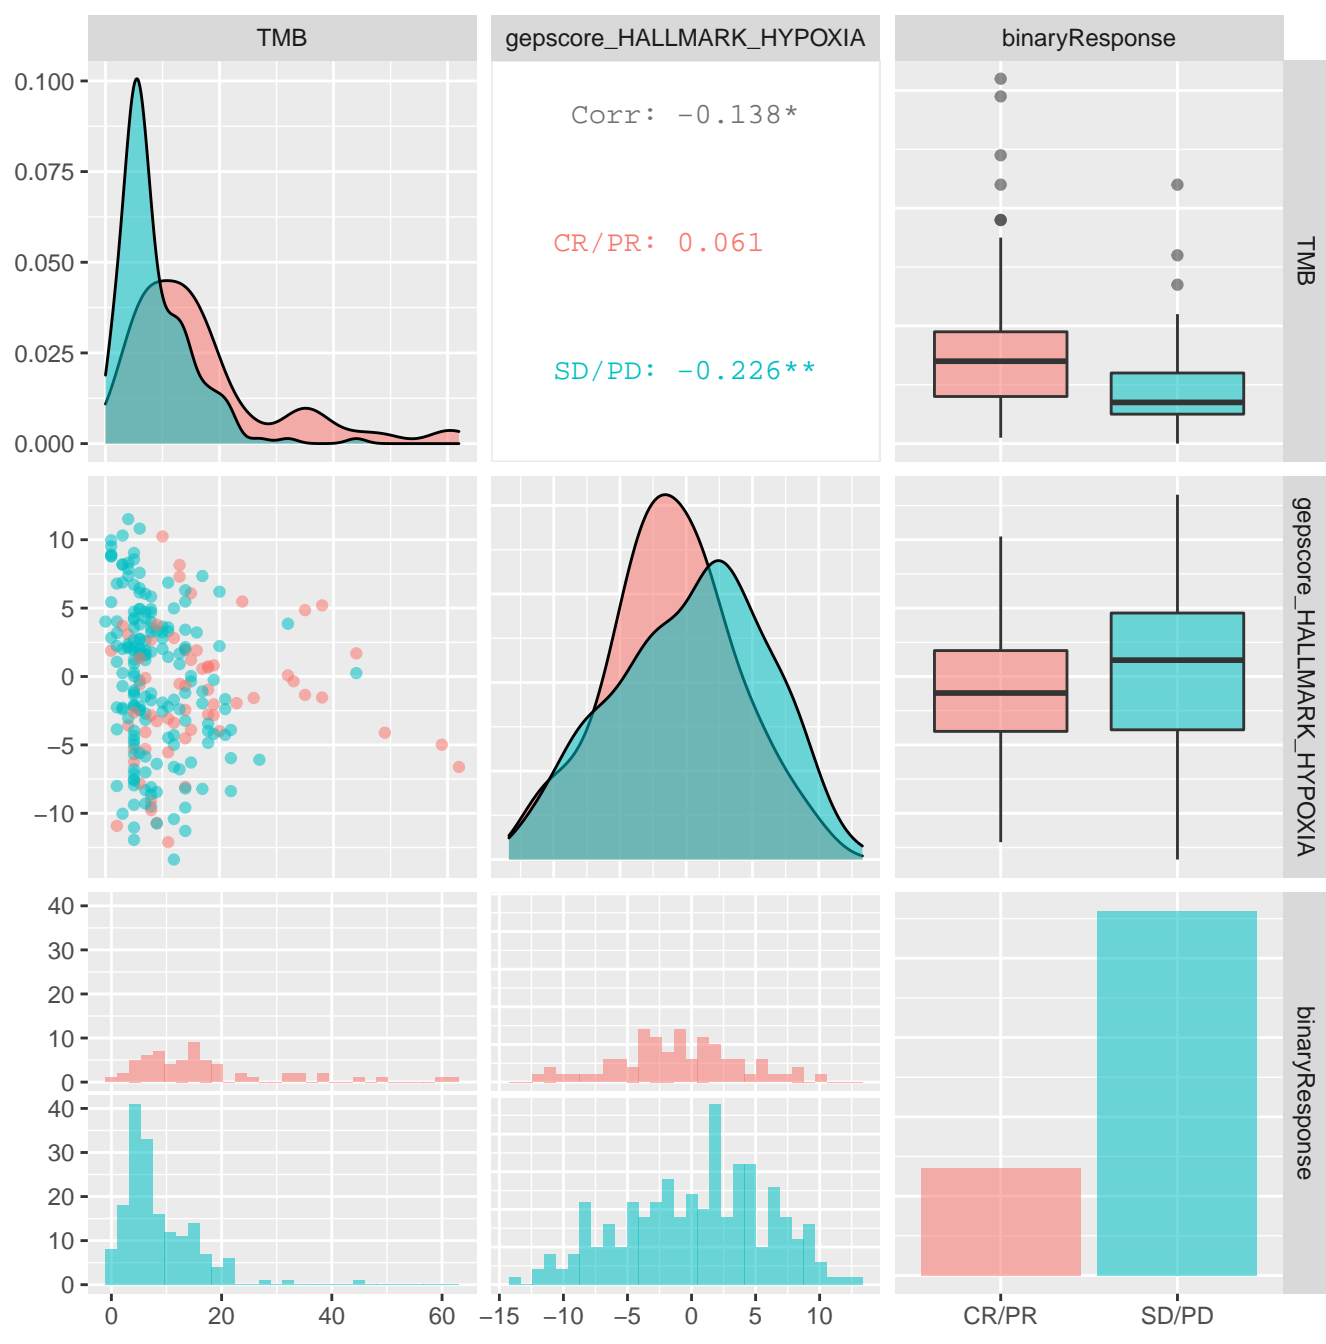 TMB
gepscore_HALLMARK_HYPOXIA
binaryResponse
0.100
0.075
0.050
0.025
0.000
Corr: −0.138*
CR/PR: 0.061
SD/PD: −0.226**
TMB
10
5
0
−5
−10
gepscore_HALLMARK_HYPOXIA
40
30
20
10
0
40
30
20
10
0
binaryResponse
0 20 40 60
−15 −10 −5 0 5 10
CR/PR SD/PD